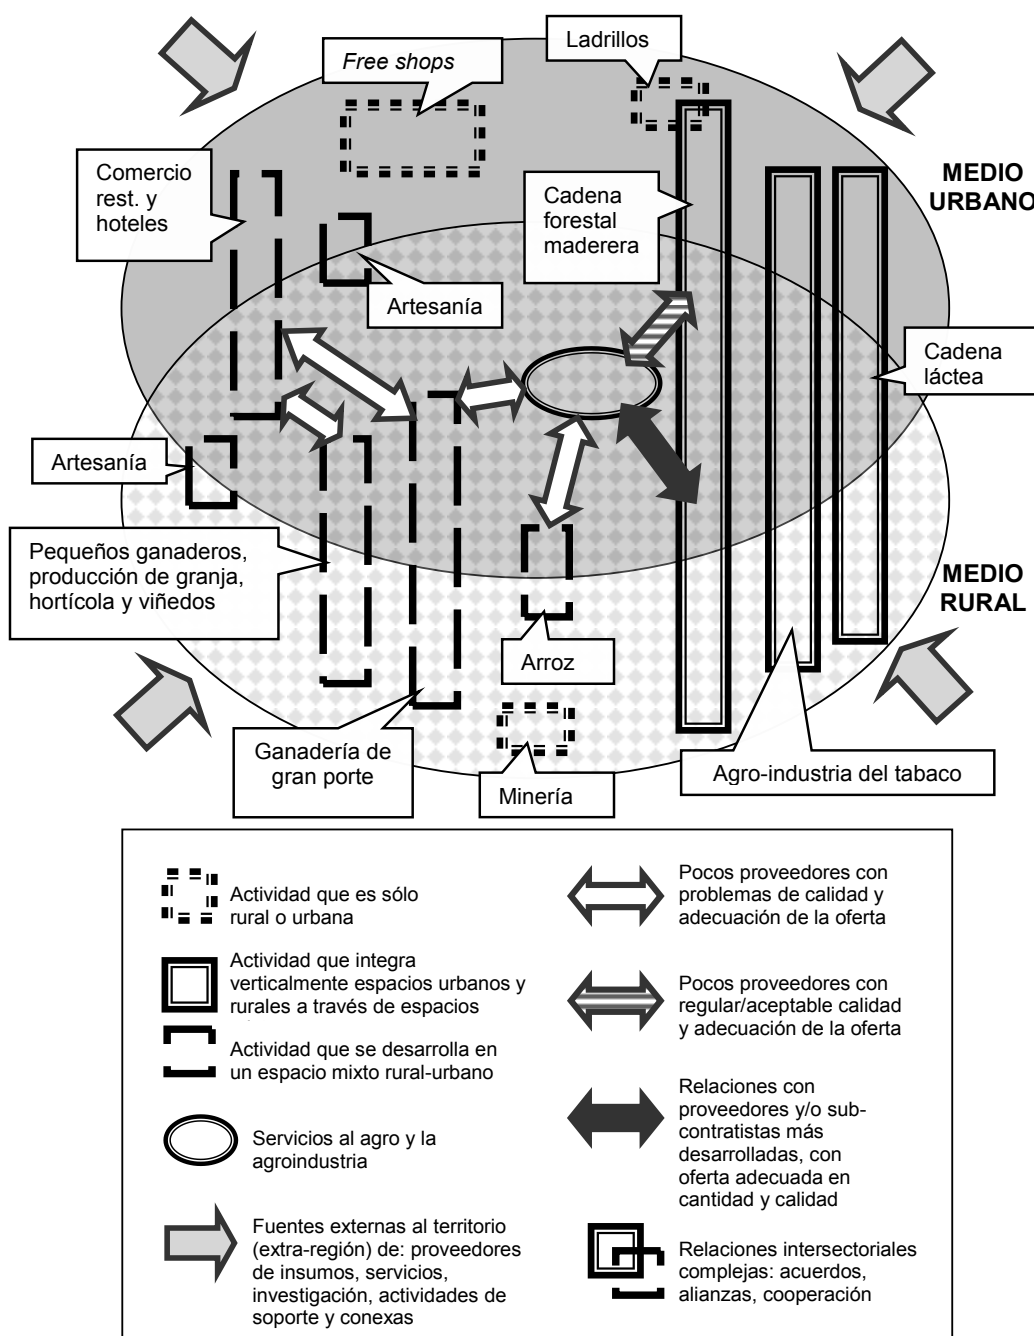 Free shops
Ladrillos
Comercio
rest. y
hoteles
Cadena
forestal
maderera
MEDIO
URBANO
Artesanía
Cadena
láctea
Artesanía
Pequeños ganaderos,
producción de granja,
hortícola y viñedos
MEDIO
RURAL
Arroz
Ganadería de
gran porte
Minería
Agro-industria del tabaco
Actividad que es sólo
rural o urbana
Actividad que integra
verticalmente espacios urbanos y
rurales a través de espacios
Actividad que se desarrolla en
un espacio mixto rural-urbano
Servicios al agro y la
agroindustria
Fuentes externas al territorio
(extra-región) de: proveedores
de insumos, servicios,
investigación, actividades de
soporte y conexas
Pocos proveedores con
problemas de calidad y
adecuación de la oferta
Pocos proveedores con
regular/aceptable calidad
y adecuación de la oferta
Relaciones con
proveedores y/o sub-
contratistas más
desarrolladas, con
oferta adecuada en
cantidad y calidad
Relaciones intersectoriales
complejas: acuerdos,
alianzas, cooperación